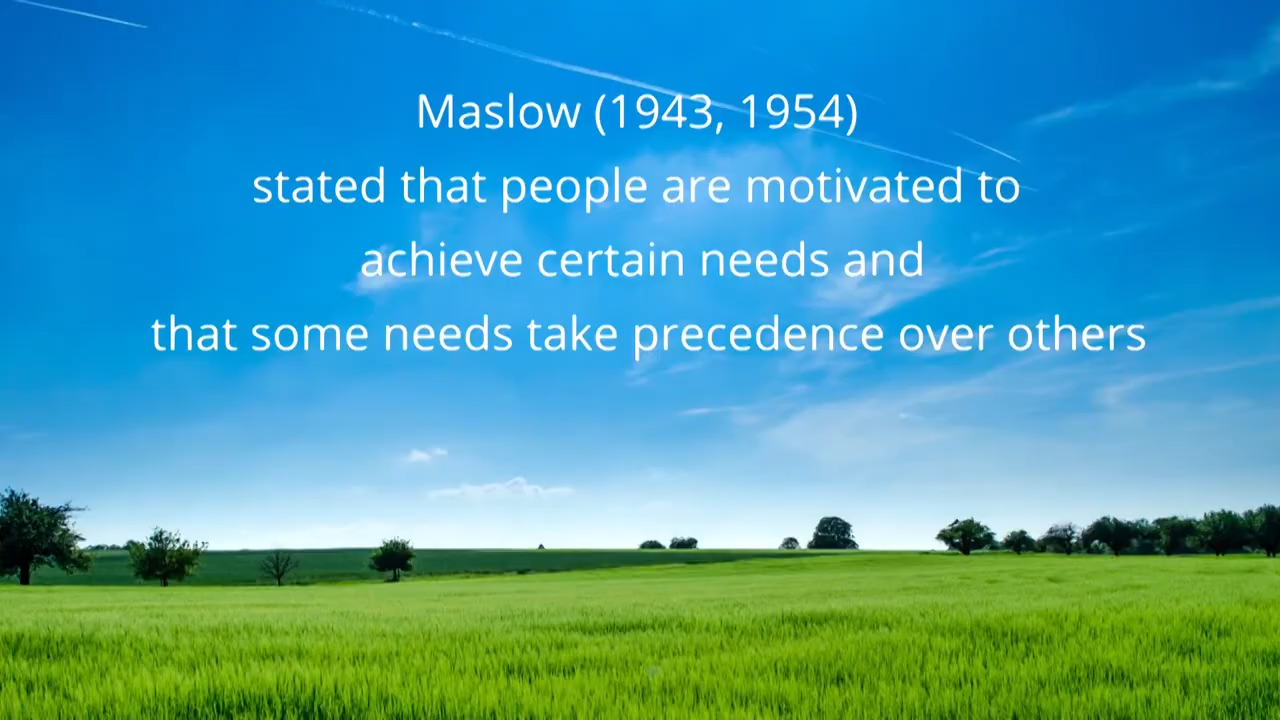 Maslow (1943, 1954)
stated that people are motivated to
achieve certain needs and
that some needs take precedence over others